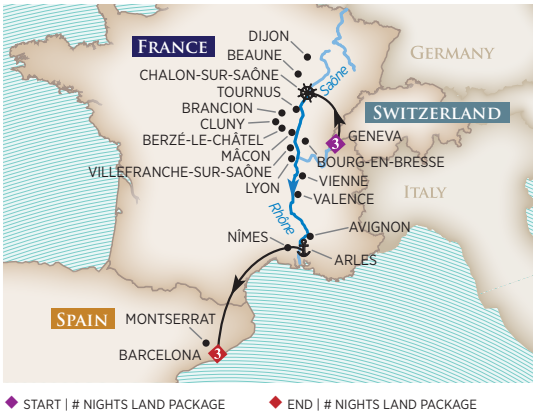 DIJON
FRANCE
BEAUNE
GERMANY
CHALON-SUR-SAÔNE
Saône
TOURNUS
BRANCION
SWITZERLAND
CLUNY
GENEVA
3
BERZÉ-LE-CHÂTEL
MÂCON
BOURG-EN-BRESSE
VILLEFRANCHE-SUR-SAÔNE
VIENNE
LYON
ITALY
VALENCE
Rhône
AVIGNON
NÎMES
ARLES
SPAIN
MONTSERRAT
BARCELONA
3
START | # NIGHTS LAND PACKAGE
END | # NIGHTS LAND PACKAGE